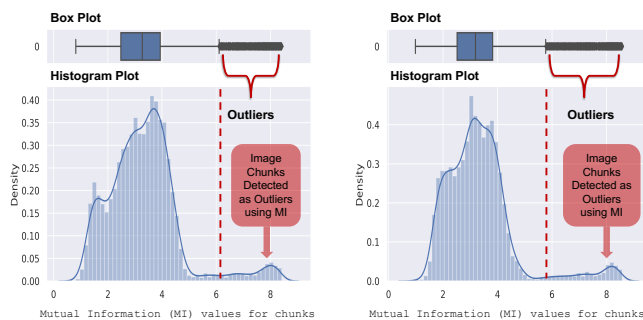 Box Plot
0
Histogram Plot
Outliers
Image
Chunks
Detected
as Outliers
using MI
Density
0.40
0.35
0.30
0.25
0.20
0.15
0.10
0.05
0.00
0 2 4 6 8
Mutual Information (MI) values for chunks
Box Plot
0
Histogram Plot
Outliers
Image
Chunks
Detected
as Outliers
using MI
Density
0.4
0.3
0.2
0.1
0.0
0 2 4 6 8
Mutual Information (MI) values for chunks